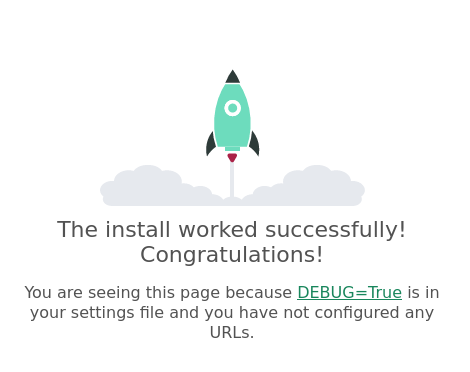 The install worked successfully!
Congratulations!
You are seeing this page because DEBUG=True is in
your settings file and you have not configured any
URLs.